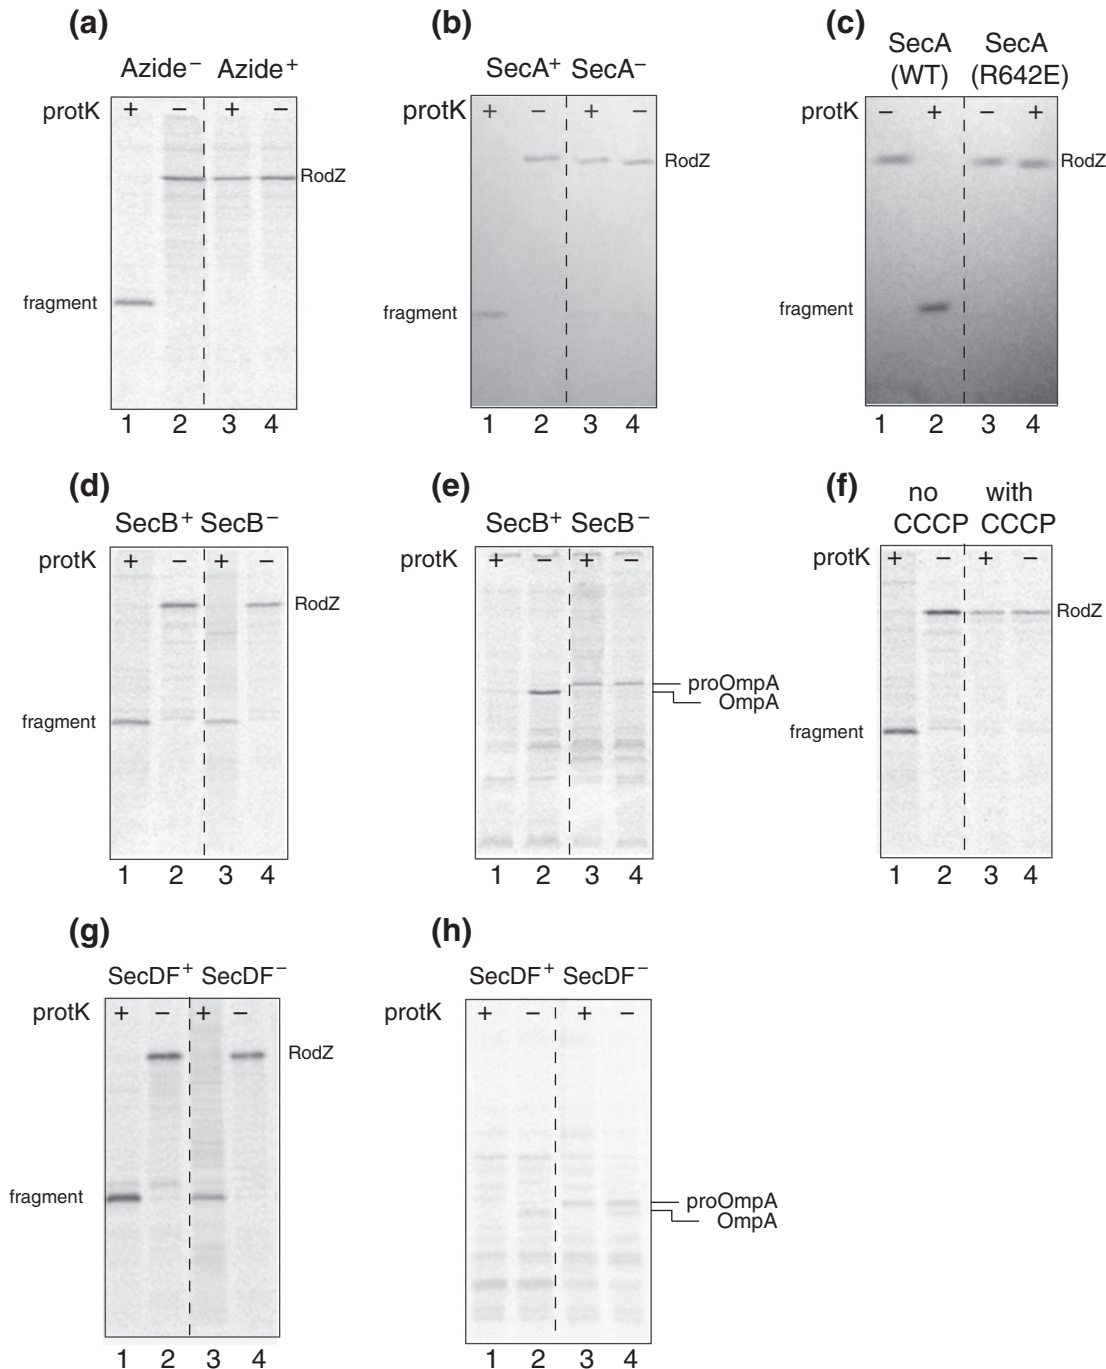 (a)
Azide− Azide+
protK + − + −
RodZ
fragment
1 2 3 4
(b)
SecA+ SecA−
protK + − + −
RodZ
fragment
1 2 3 4
(c)
SecA SecA
(WT) (R642E)
protK − + − +
RodZ
fragment
1 2 3 4
(d)
SecB+ SecB−
protK + − + −
RodZ
fragment
1 2 3 4
(e)
SecB+ SecB−
protK + − + −
proOmpA
OmpA
1 2 3 4
(f)
no with
CCCP CCCP
protK + − + −
RodZ
fragment
1 2 3 4
(g)
SecDF+ SecDF−
protK + − + −
RodZ
fragment
1 2 3 4
(h)
SecDF+ SecDF−
protK + − + −
proOmpA
OmpA
1 2 3 4